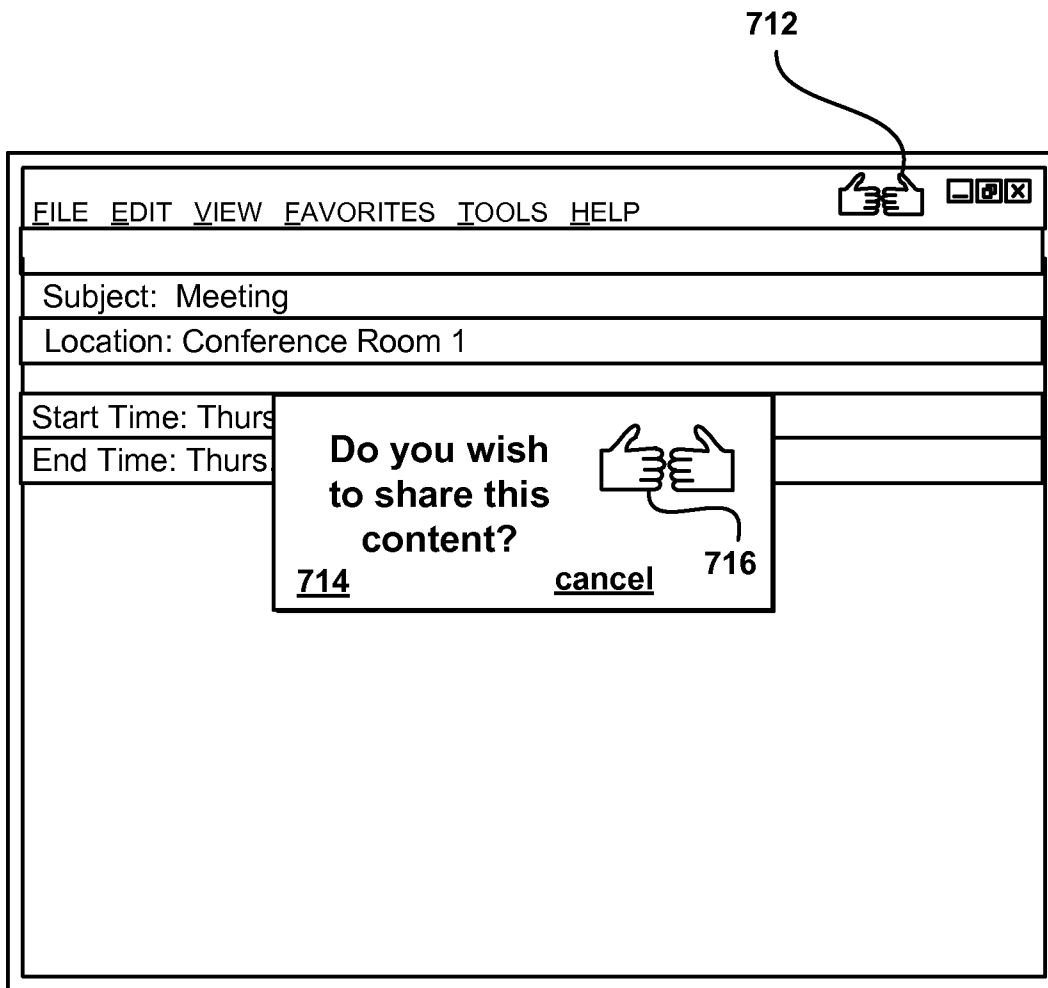 712
FILE EDIT VIEW FAVORITES TOOLS HELP
Subject: Meeting
Location: Conference Room 1
Start Time: Thurs
End Time: Thurs.
Do you wish
to share this
content?
716
714 cancel